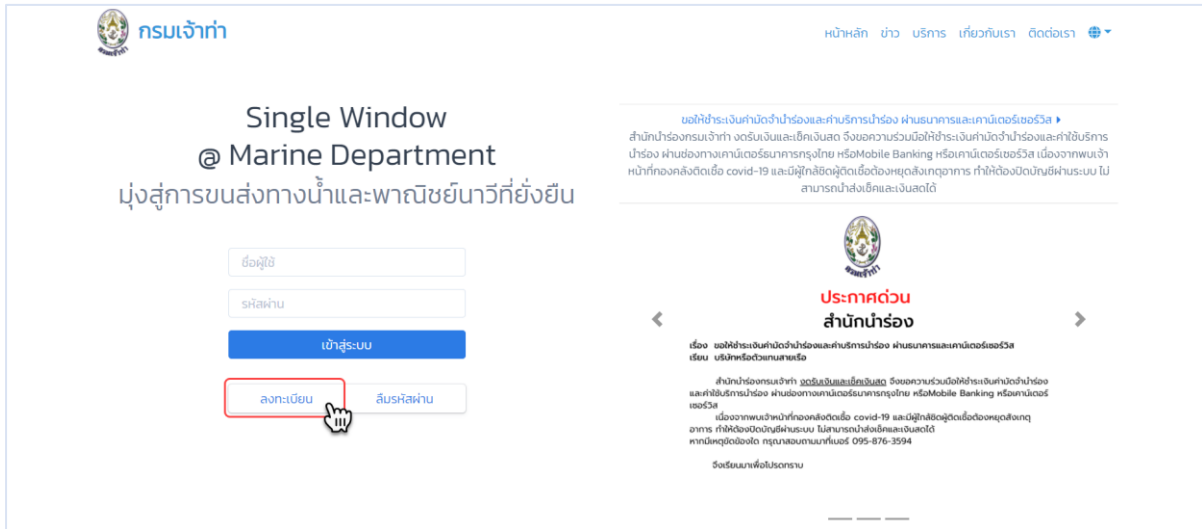 กรมเจ้าท่า
หน้าหลัก ข่าว บริการ เกี่ยวกับเรา ติดต่อเรา
Single Window
@ Marine Department
มุ่งสู่การขนส่งทางน้ำและพาณิชย์นาวีที่ยั่งยืน
ชื่อผู้ใช้
รหัสผ่าน
เข้าสู่ระบบ
ลงทะเบียน
ลืมรหัสผ่าน
ขอให้ชำระเงินค่ามัดจำนำร่องและค่าบริการนำร่อง ผ่านธนาคารและเคาน์เตอร์เซอร์วิส
สำนักนำร่องกรมเจ้าท่า งดรับเงินและเช็คเงินสด จึงขอความร่วมมือให้ชำระเงินค่ามัดจำนำร่องและค่าใช้บริการ
นำร่อง ผ่านช่องทางเคาน์เตอร์ธนาคารกรุงไทย หรือMobile Banking หรือเคาน์เตอร์เซอร์วิส เนื่องจากพบเจ้า
หน้าที่กองคลังติดเชื้อ covid-19 และมีผู้ใกล้ชิดผู้ติดเชื้อต้องหยุดสังเกตุอาการ ทำให้ต้องปิดบัญชีผ่านระบบ ไม่
สามารถนำส่งเช็คและเงินสดได้
กรมเจ้าท่า
ประกาศด่วน
สำนักนำร่อง
เรื่อง ขอให้ชำระเงินค่ามัดจำนำร่องและค่าบริการนำร่อง ผ่านธนาคารและเคาน์เตอร์เซอร์วิส
เรียน บริษัทหรือตัวแทนสายเรือ
สำนักนำร่องกรมเจ้าท่า งดรับเงินและเช็คเงินสด จึงขอความร่วมมือให้ชำระเงินค่ามัดจำนำร่อง
และค่าใช้บริการนำร่อง ผ่านช่องทางเคาน์เตอร์ธนาคารกรุงไทย หรือMobile Banking หรือเคาน์เตอร์
เซอร์วิส
เนื่องจากพบเจ้าหน้าที่กองคลังติดเชื้อ covid-19 และมีผู้ใกล้ชิดผู้ติดเชื้อต้องหยุดสังเกตุ
อาการ ทำให้ต้องปิดบัญชีผ่านระบบ ไม่สามารถนำส่งเช็คและเงินสดได้
หากมีเหตุขัดข้องใด กรุณาสอบถามมาที่เบอร์ 095-876-3594
จึงเรียนมาเพื่อโปรดทราบ